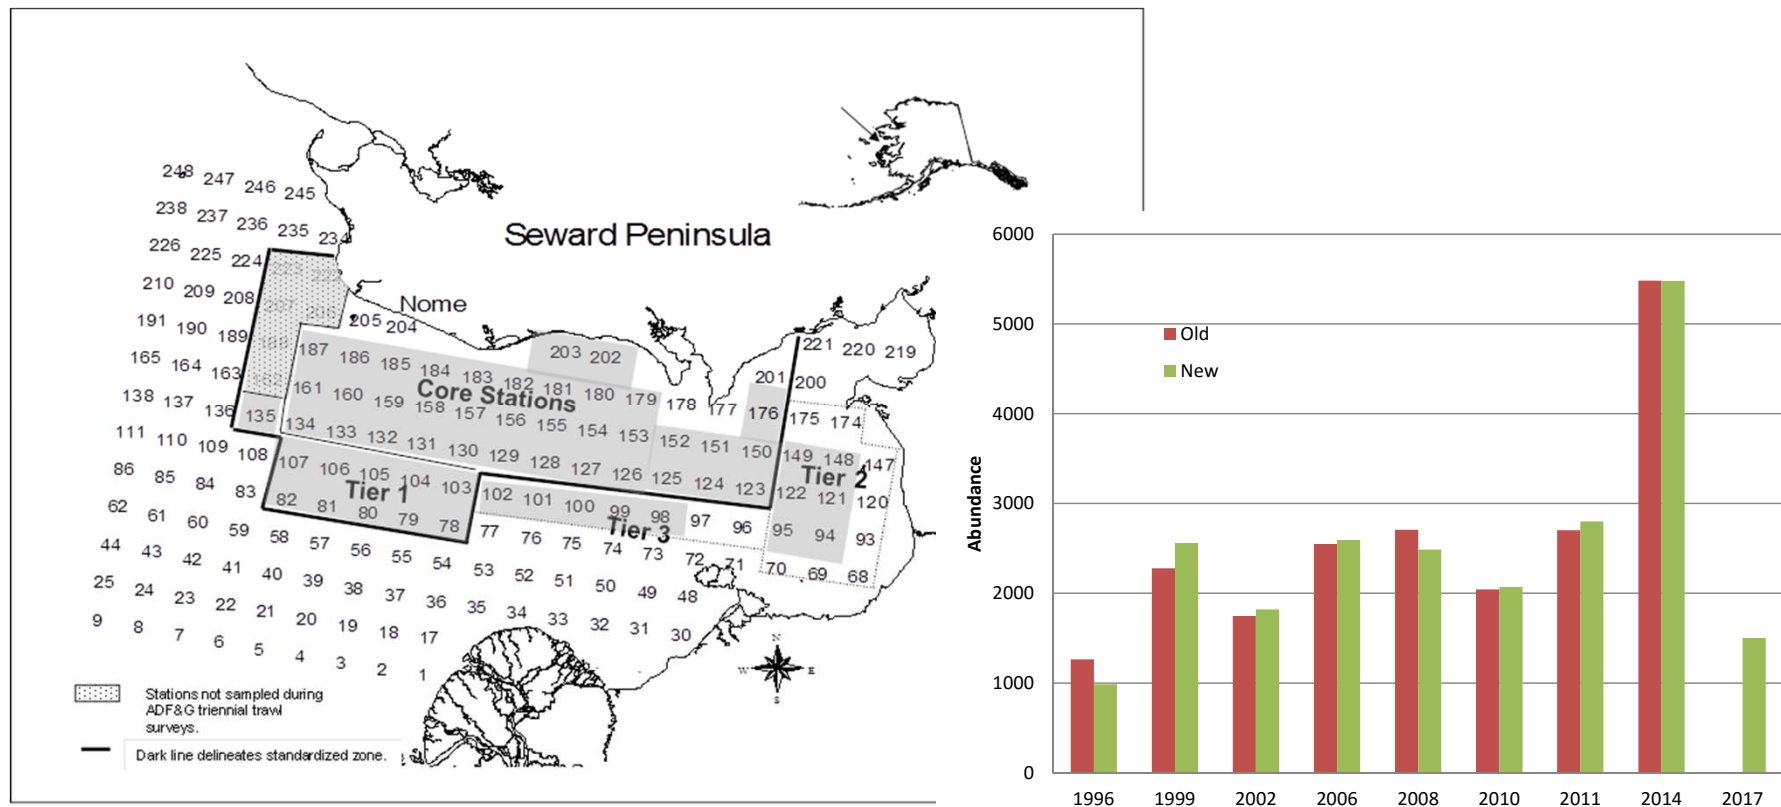 248 247 246 245
238 237 236 235 234
Seward Peninsula
226 225 224
210 209 208
Nome
191 190 189
205 204
165 164 163
187 186 185 184 183 182 181 180 179 178 177
203 202
201 200
221 220 219
Core Stations
138 137 136 135
161 160 159 158 157 156 155 154 153 152 151 150
176 175 174
111 110 109 108
134 133 132 131 130 129 128 127 126 125 124 123
149 148 147
Tier 2
86 85 84 83
107 106 105 104 103
Tier 1
102 101 100 99 98 97 96
122 121 120
62 61 60 59 58 57 56 55 54
82 81 80 79 78
77 76 75 74 73 72 71
Tier 3
95 94 93
70 69 68
44 43 42 41 40 39 38 37 36 35 34 33 32 31 30
53 52 51 50 49 48
25 24 23 22 21 20 19 18 17
9 8 7 6 5 4 3 2 1
N
W E
S
Stations not sampled during
ADF&G triennial trawl
surveys.
Dark line delineates standardized zone.
Abundance
6000
5000
4000
3000
2000
1000
0
Old
New
1996 1999 2002 2006 2008 2010 2011 2014 2017